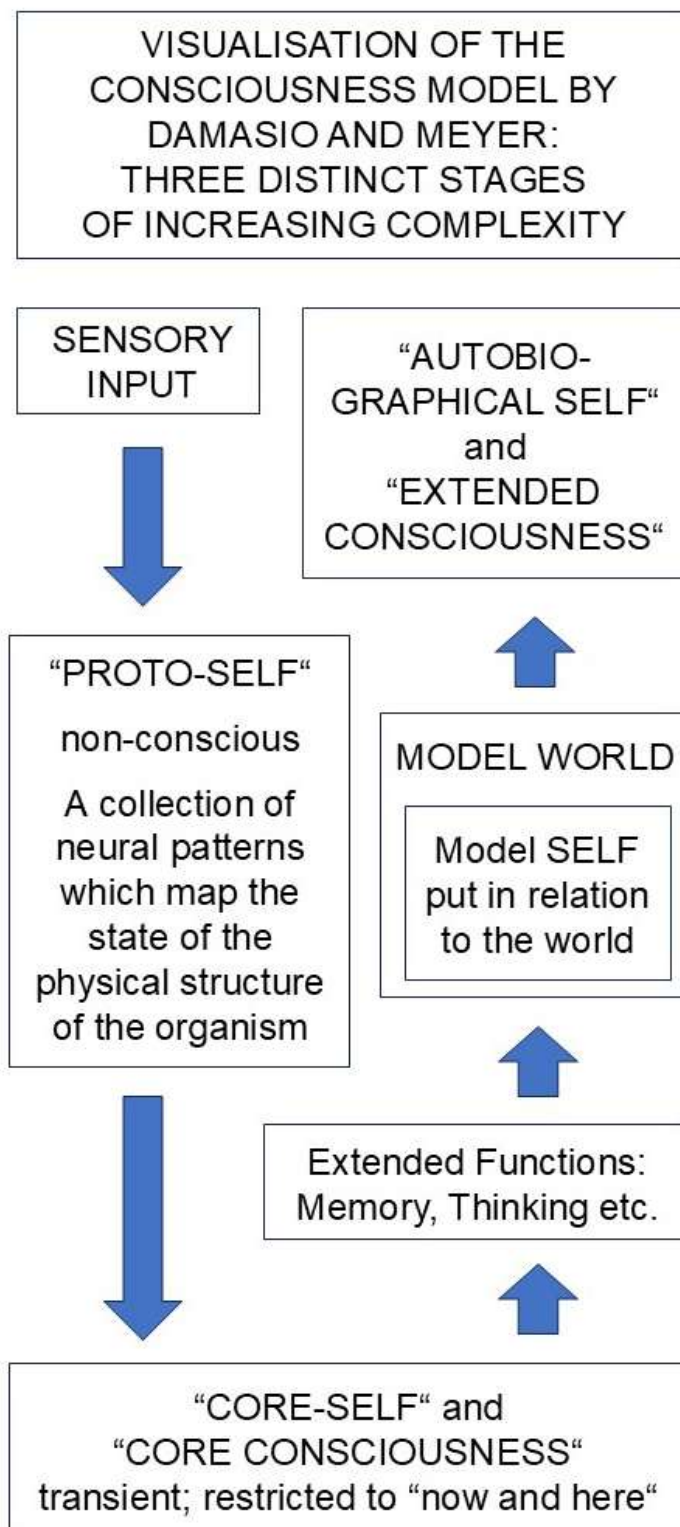 VISUALISATION OF THE
CONSCIOUSNESS MODEL BY
DAMASIO AND MEYER:
THREE DISTINCT STAGES
OF INCREASING COMPLEXITY
SENSORY
INPUT
“PROTO-SELF“
non-conscious
A collection of
neural patterns
which map the
state of the
physical structure
of the organism
“CORE-SELF“ and
“CORE CONSCIOUSNESS“
transient; restricted to “now and here“
Extended Functions:
Memory, Thinking etc.
MODEL WORLD
Model SELF
put in relation
to the world
“AUTOBIO-
GRAPHICAL SELF“
and
“EXTENDED
CONSCIOUSNESS“